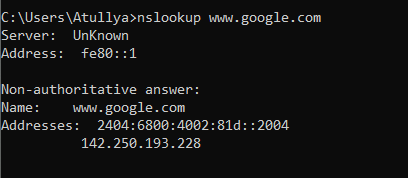 C:\Users\Atullya>nslookup www.google.com
Server:  UnKnown
Address:  fe80::1

Non-authoritative answer:
Name:    www.google.com
Addresses:  2404:6800:4002:81d::2004
          142.250.193.228